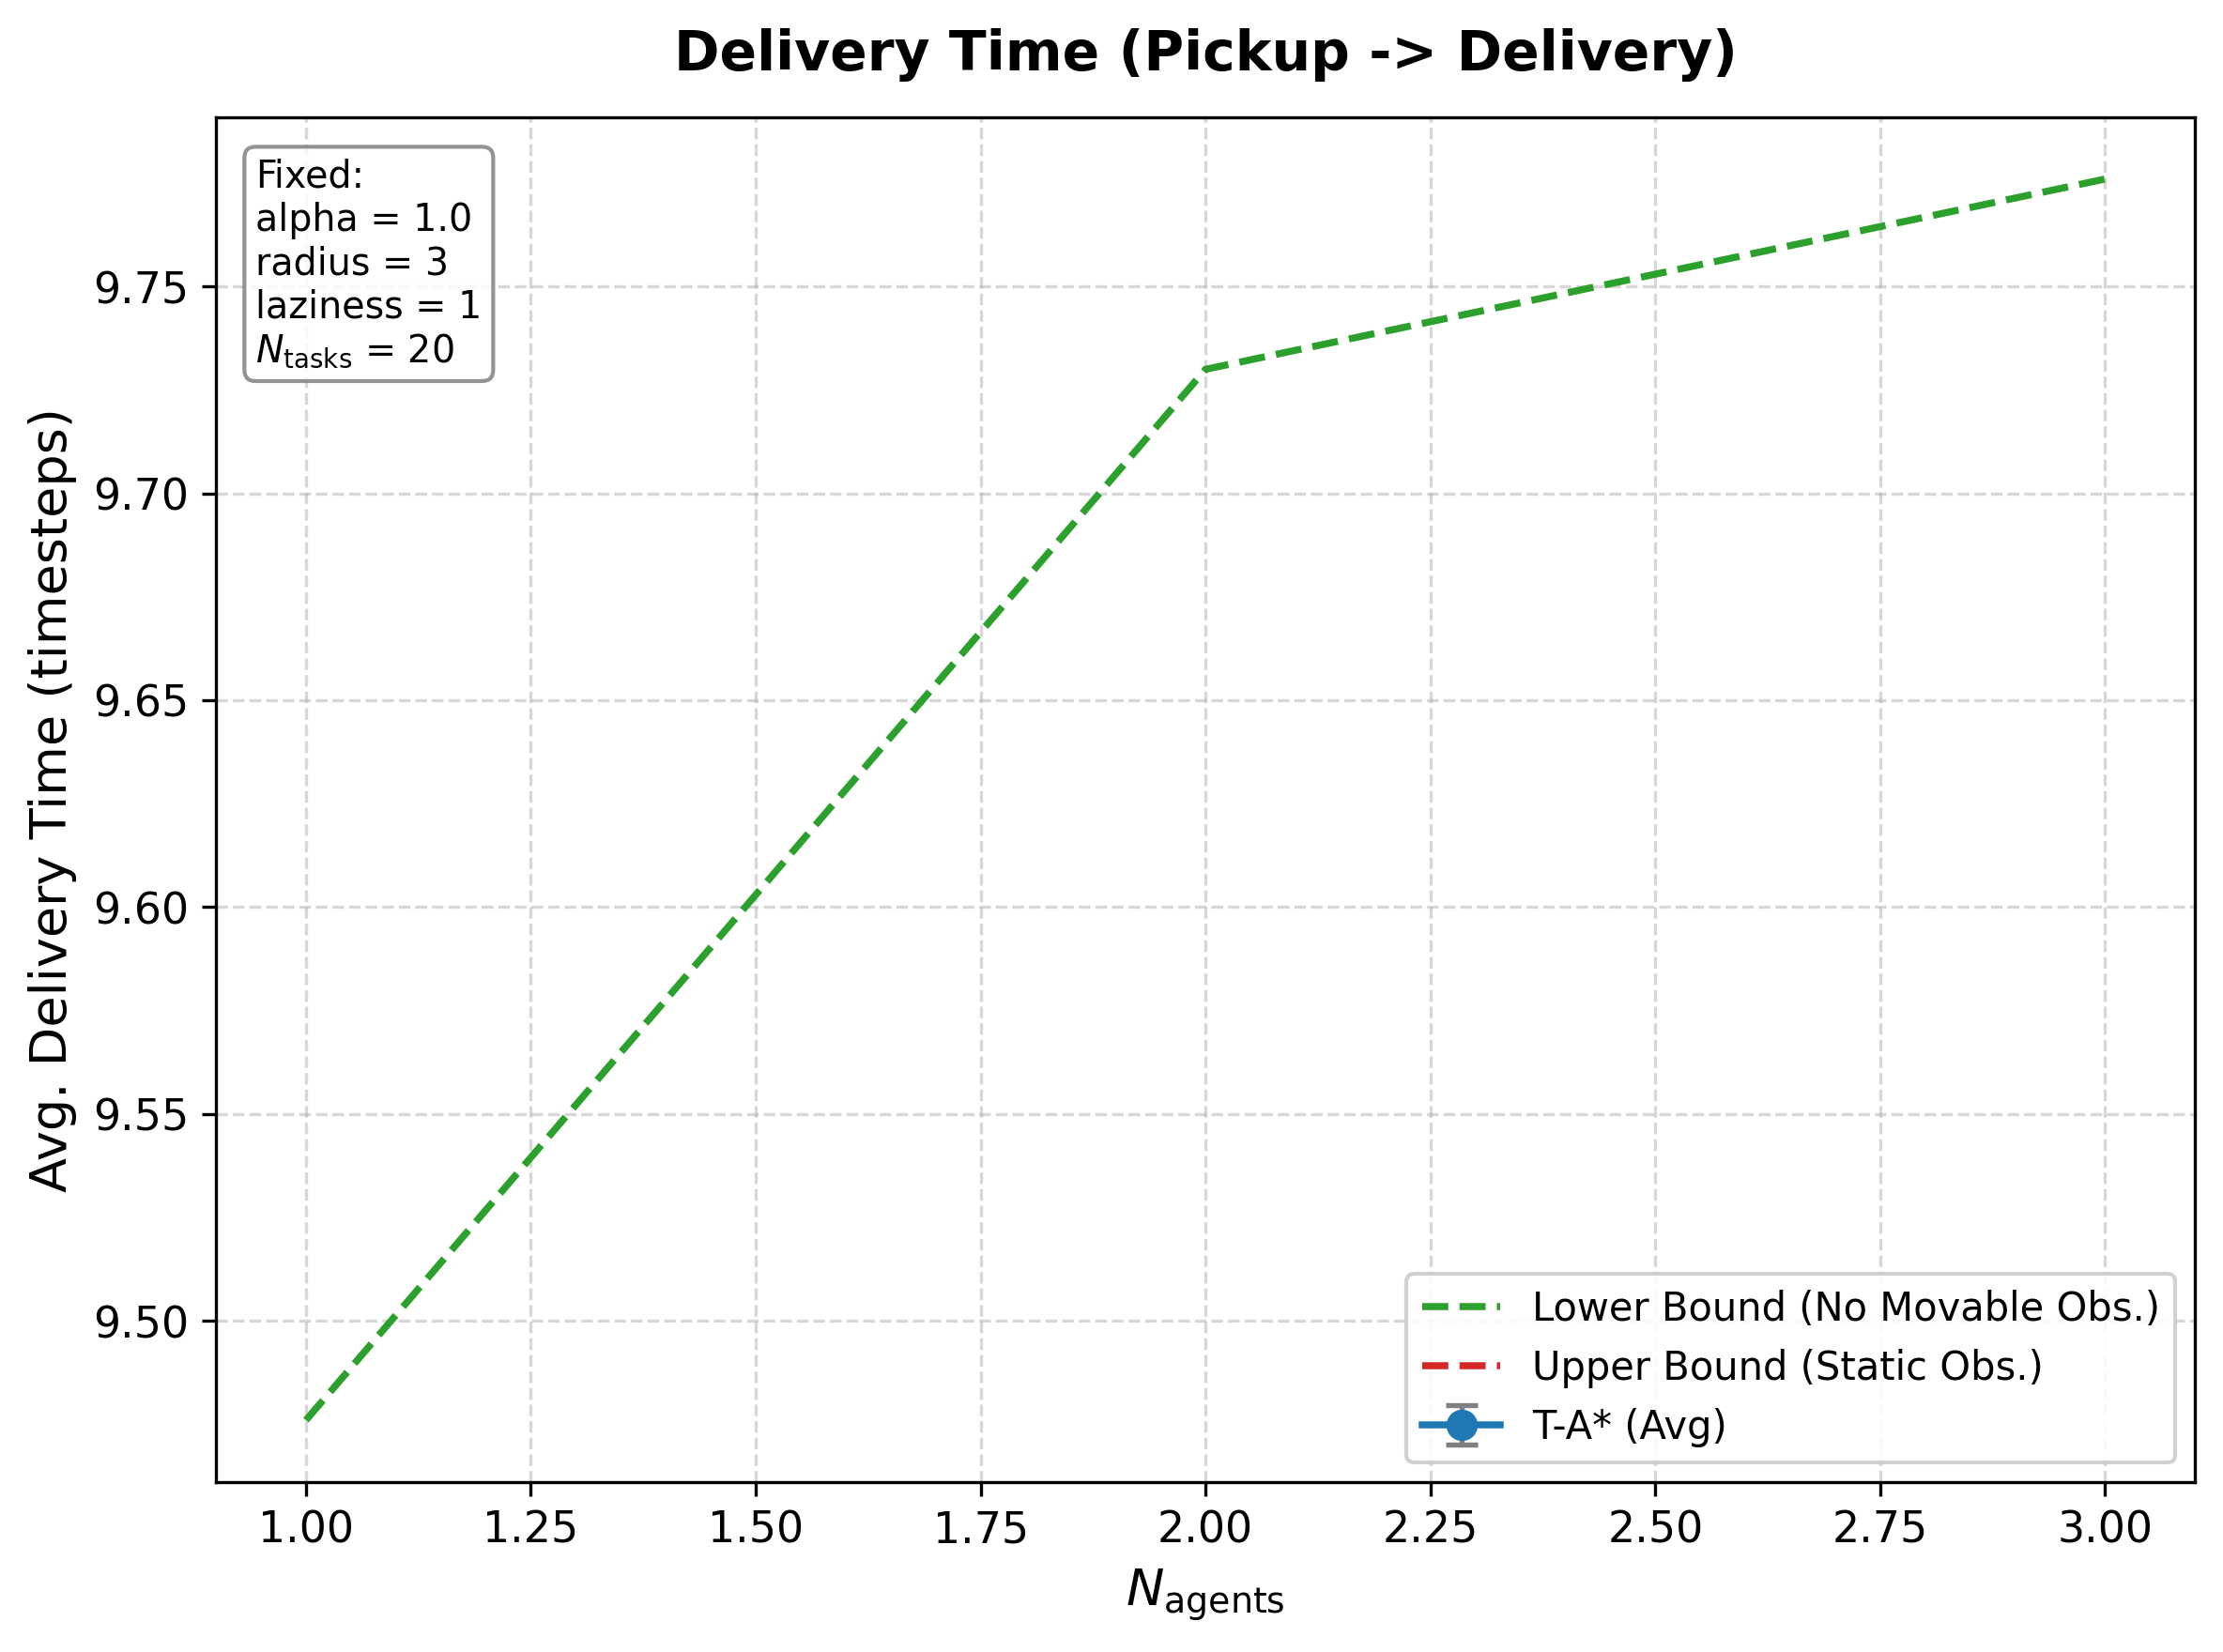 Delivery Time (Pickup -> Delivery)
Fixed:
alpha = 1.0
radius = 3
laziness = 1
N_tasks = 20
Avg. Delivery Time (timesteps)
9.75
9.70
9.65
9.60
9.55
9.50
Lower Bound (No Movable Obs.)
Upper Bound (Static Obs.)
T-A* (Avg)
1.00 1.25 1.50 1.75 2.00 2.25 2.50 2.75 3.00
N_agents